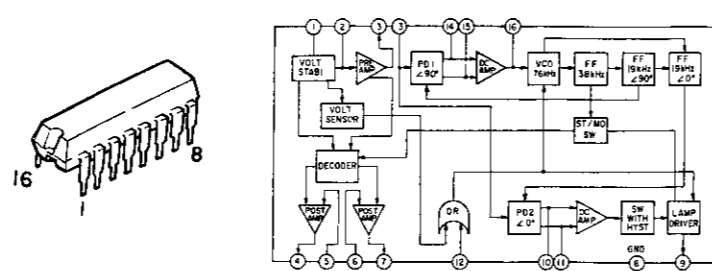 16
1
8
1 2 3 3 14 15 16
VOLT STABI
PRE AMP
PD1 ∠90°
DC AMP
VCO 76kHz
FF 38kHz
FF 19kHz ∠90°
FF 19kHz ∠0°
VOLT SENSOR
ST/MO SW
DECODER
POST AMP
POST AMP
OR
PD2 ∠0°
DC AMP
SW WITH HYST
LAMP DRIVER
GND
4 5 6 7 12 10 11 8 9